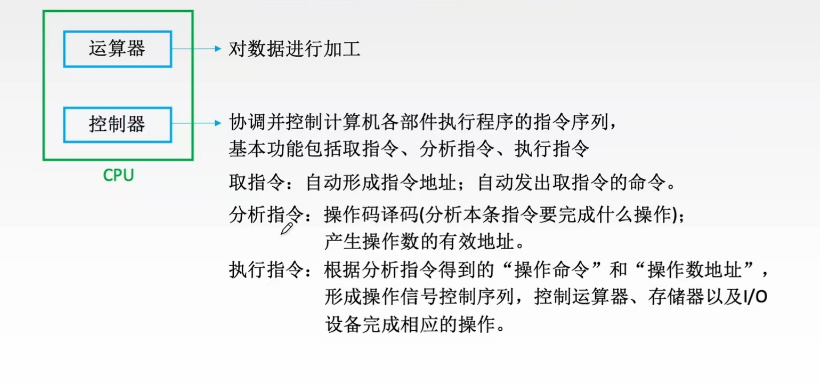 运算器
对数据进行加工
控制器
协调并控制计算机各部件执行程序的指令序列，
基本功能包括取指令、分析指令、执行指令
CPU
取指令：自动形成指令地址；自动发出取指令的命令。
分析指令：操作码译码(分析本条指令要完成什么操作)；
产生操作数的有效地址。
执行指令：根据分析指令得到的“操作命令”和“操作数地址”，
形成操作信号控制序列，控制运算器、存储器以及I/O
设备完成相应的操作。